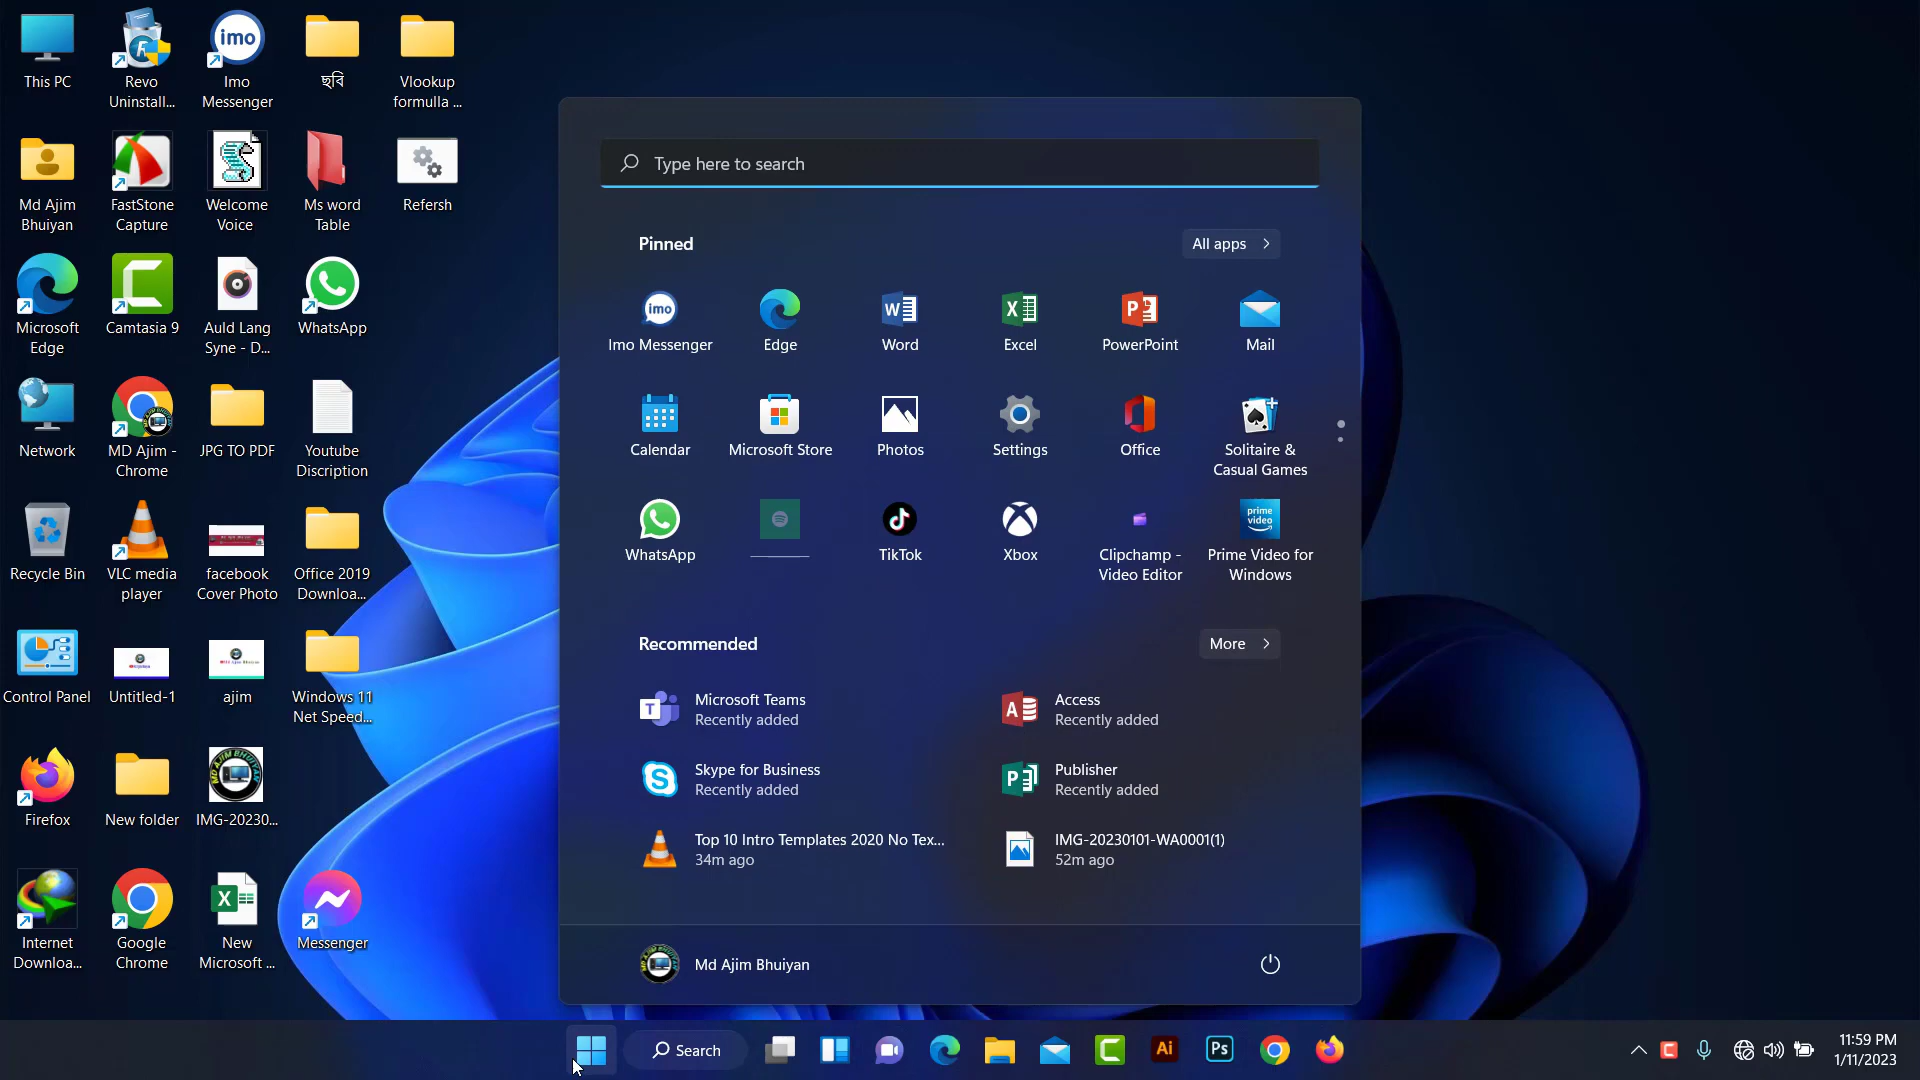 This PC
Revo
Uninstall...
imo
Imo
Messenger
ছবি
Vlookup
formulla ...
Md Ajim
Bhuiyan
FastStone
Capture
Welcome
Voice
Ms word
Table
Refersh
Microsoft
Edge
Camtasia 9
Auld Lang
Syne - D...
WhatsApp
Network
MD Ajim -
Chrome
JPG TO PDF
Youtube
Discription
Recycle Bin
VLC media
player
facebook
Cover Photo
Office 2019
Downloa...
Control Panel
Untitled-1
ajim
Windows 11
Net Speed...
Firefox
New folder
IMG-20230...
Internet
Downloa...
Google
Chrome
New
Microsoft ...
Messenger
Type here to search
Pinned
All apps
imo
Imo Messenger
Edge
Word
Excel
PowerPoint
Mail
Calendar
Microsoft Store
Photos
Settings
Office
Solitaire &
Casual Games
WhatsApp
TikTok
Xbox
Clipchamp -
Video Editor
prime
video
Prime Video for
Windows
Recommended
More
Microsoft Teams
Recently added
Access
Recently added
Skype for Business
Recently added
Publisher
Recently added
Top 10 Intro Templates 2020 No Tex...
34m ago
IMG-20230101-WA0001(1)
52m ago
Md Ajim Bhuiyan
Search
Ai
Ps
11:59 PM
1/11/2023